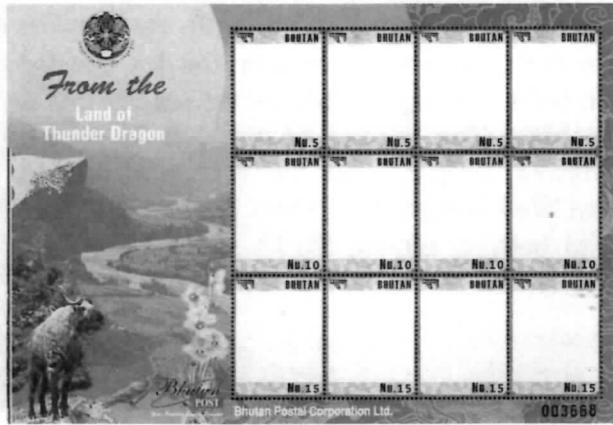 From the
Land of
Thunder Dragon
BHUTAN BHUTAN BHUTAN BHUTAN
Nu.5 Nu.5 Nu.5 Nu.5
BHUTAN BHUTAN BHUTAN BHUTAN
Nu.10 Nu.10 Nu.10 Nu.10
BHUTAN BHUTAN BHUTAN BHUTAN
Nu.15 Nu.15 Nu.15 Nu.15
Bhutan
POST
Bhutan Postal Corporation Ltd.
003668